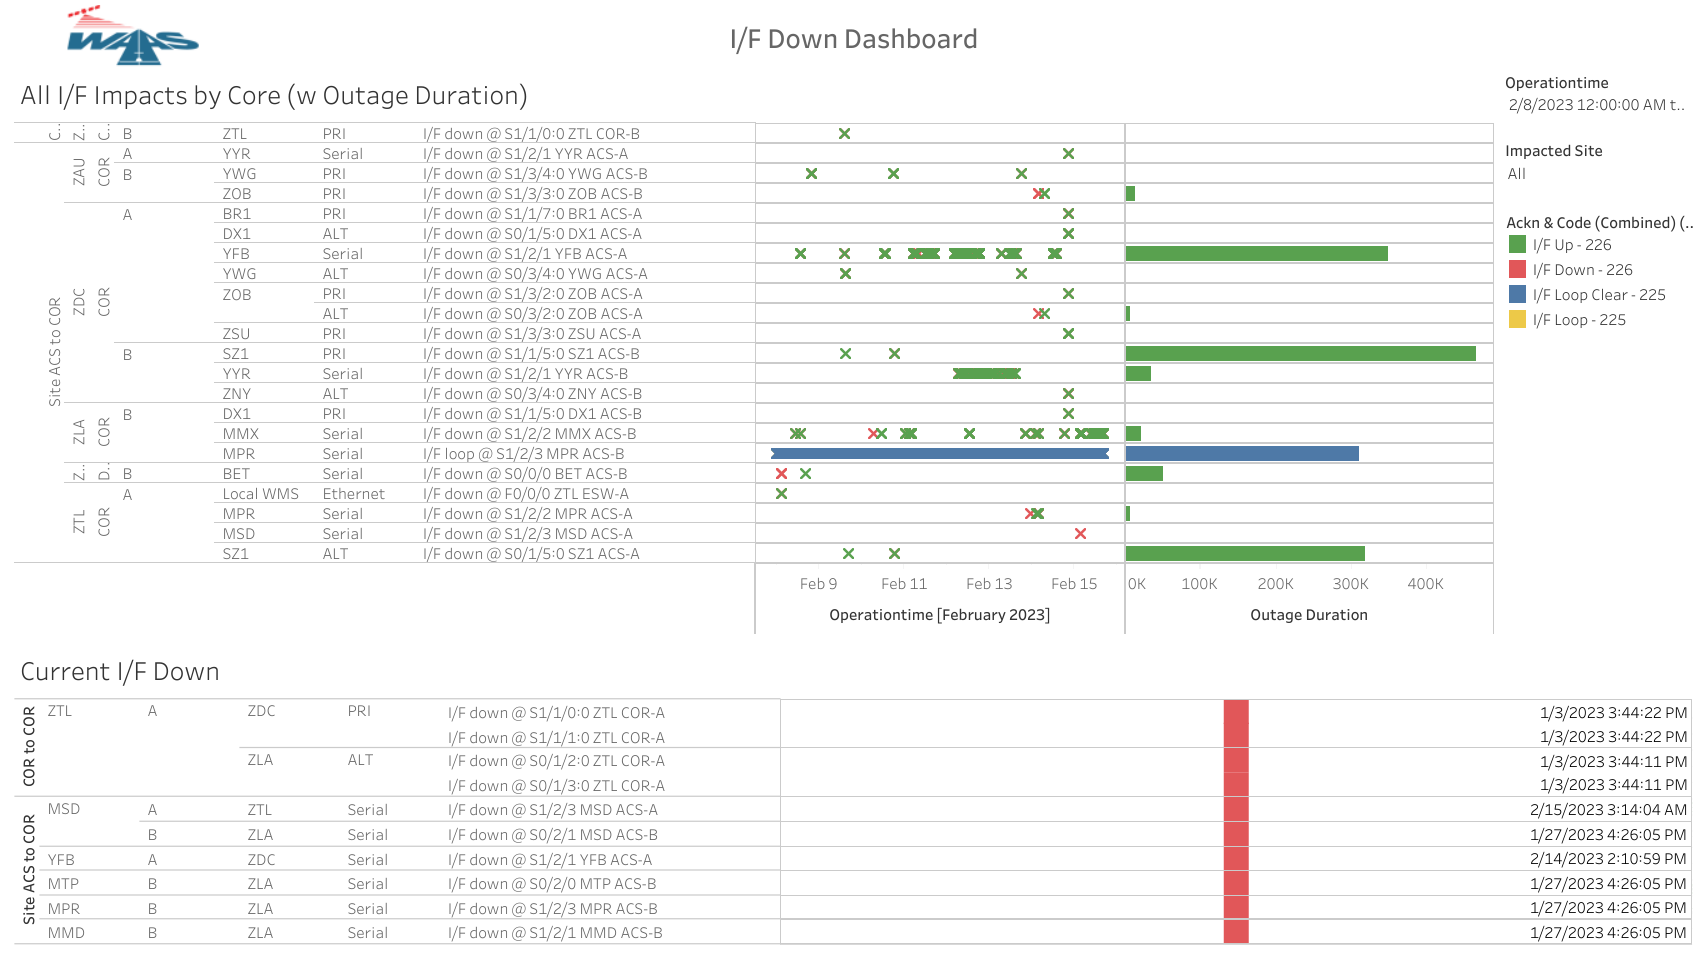 WAAS
I/F Down Dashboard
All I/F Impacts by Core (w Outage Duration)
C.. Z.. C.. B ZTL PRI I/F down @ S1/1/0:0 ZTL COR-B
Site ACS to COR
ZAU COR A YYR Serial I/F down @ S1/2/1 YYR ACS-A
B YWG PRI I/F down @ S1/3/4:0 YWG ACS-B
ZOB PRI I/F down @ S1/3/3:0 ZOB ACS-B
ZDC COR A BR1 PRI I/F down @ S1/1/7:0 BR1 ACS-A
DX1 ALT I/F down @ S0/1/5:0 DX1 ACS-A
YFB Serial I/F down @ S1/2/1 YFB ACS-A
YWG ALT I/F down @ S0/3/4:0 YWG ACS-A
ZOB PRI I/F down @ S1/3/2:0 ZOB ACS-A
ALT I/F down @ S0/3/2:0 ZOB ACS-A
ZSU PRI I/F down @ S1/3/3:0 ZSU ACS-A
B SZ1 PRI I/F down @ S1/1/5:0 SZ1 ACS-B
YYR Serial I/F down @ S1/2/1 YYR ACS-B
ZNY ALT I/F down @ S0/3/4:0 ZNY ACS-B
ZLA COR B DX1 PRI I/F down @ S1/1/5:0 DX1 ACS-B
MMX Serial I/F down @ S1/2/2 MMX ACS-B
MPR Serial I/F loop @ S1/2/3 MPR ACS-B
Z.. D.. B BET Serial I/F down @ S0/0/0 BET ACS-B
ZTL COR A Local WMS Ethernet I/F down @ F0/0/0 ZTL ESW-A
MPR Serial I/F down @ S1/2/2 MPR ACS-A
MSD Serial I/F down @ S1/2/3 MSD ACS-A
SZ1 ALT I/F down @ S0/1/5:0 SZ1 ACS-A
Feb 9 Feb 11 Feb 13 Feb 15 0K 100K 200K 300K 400K
Operationtime [February 2023] Outage Duration
Operationtime
2/8/2023 12:00:00 AM t..
Impacted Site
All
Ackn & Code (Combined) (..
I/F Up - 226
I/F Down - 226
I/F Loop Clear - 225
I/F Loop - 225
Current I/F Down
COR to COR
ZTL A ZDC PRI I/F down @ S1/1/0:0 ZTL COR-A 1/3/2023 3:44:22 PM
I/F down @ S1/1/1:0 ZTL COR-A 1/3/2023 3:44:22 PM
ZLA ALT I/F down @ S0/1/2:0 ZTL COR-A 1/3/2023 3:44:11 PM
I/F down @ S0/1/3:0 ZTL COR-A 1/3/2023 3:44:11 PM
Site ACS to COR
MSD A ZTL Serial I/F down @ S1/2/3 MSD ACS-A 2/15/2023 3:14:04 AM
B ZLA Serial I/F down @ S0/2/1 MSD ACS-B 1/27/2023 4:26:05 PM
YFB A ZDC Serial I/F down @ S1/2/1 YFB ACS-A 2/14/2023 2:10:59 PM
MTP B ZLA Serial I/F down @ S0/2/0 MTP ACS-B 1/27/2023 4:26:05 PM
MPR B ZLA Serial I/F down @ S1/2/3 MPR ACS-B 1/27/2023 4:26:05 PM
MMD B ZLA Serial I/F down @ S1/2/1 MMD ACS-B 1/27/2023 4:26:05 PM